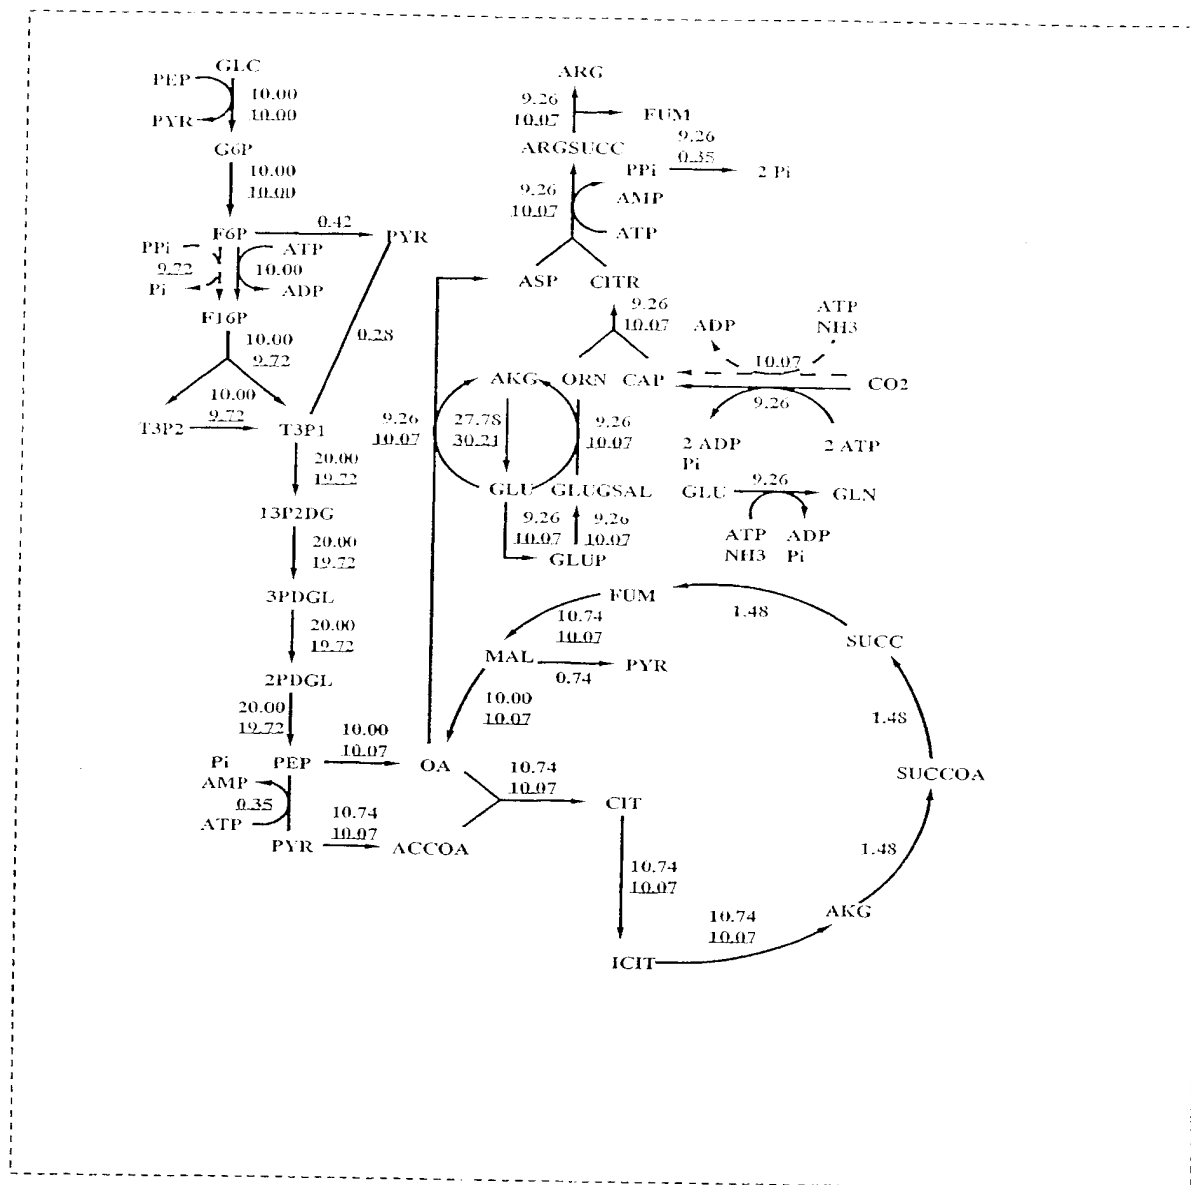 GLC
PEP
10.00
10.00
PYR
G6P
10.00
10.00
F6P
0.42
PYR
PPi
ATP
9.72
10.00
Pi
ADP
F16P
10.00
9.72
0.28
10.00
9.72
T3P2
T3P1
20.00
19.72
13P2DG
20.00
19.72
3PDGL
20.00
19.72
2PDGL
20.00
19.72
Pi
PEP
10.00
10.07
OA
AMP
0.35
ATP
PYR
10.74
10.07
ACCOA
ARG
9.26
10.07
FUM
ARGSUCC
9.26
0.35
PPi
2 Pi
9.26
10.07
AMP
ATP
ASP
CITR
9.26
10.07
ADP
ATP
NH3
10.07
AKG
ORN
CAP
CO2
9.26
9.26
10.07
27.78
30.21
9.26
10.07
2 ADP
Pi
2 ATP
GLU
GLUGSAL
GLU
9.26
GLN
9.26
10.07
9.26
10.07
GLUP
ATP
NH3
ADP
Pi
FUM
10.74
10.07
1.48
SUCC
MAL
0.74
PYR
10.00
10.07
1.48
SUCCOA
10.74
10.07
CIT
1.48
10.74
10.07
AKG
10.74
10.07
ICIT